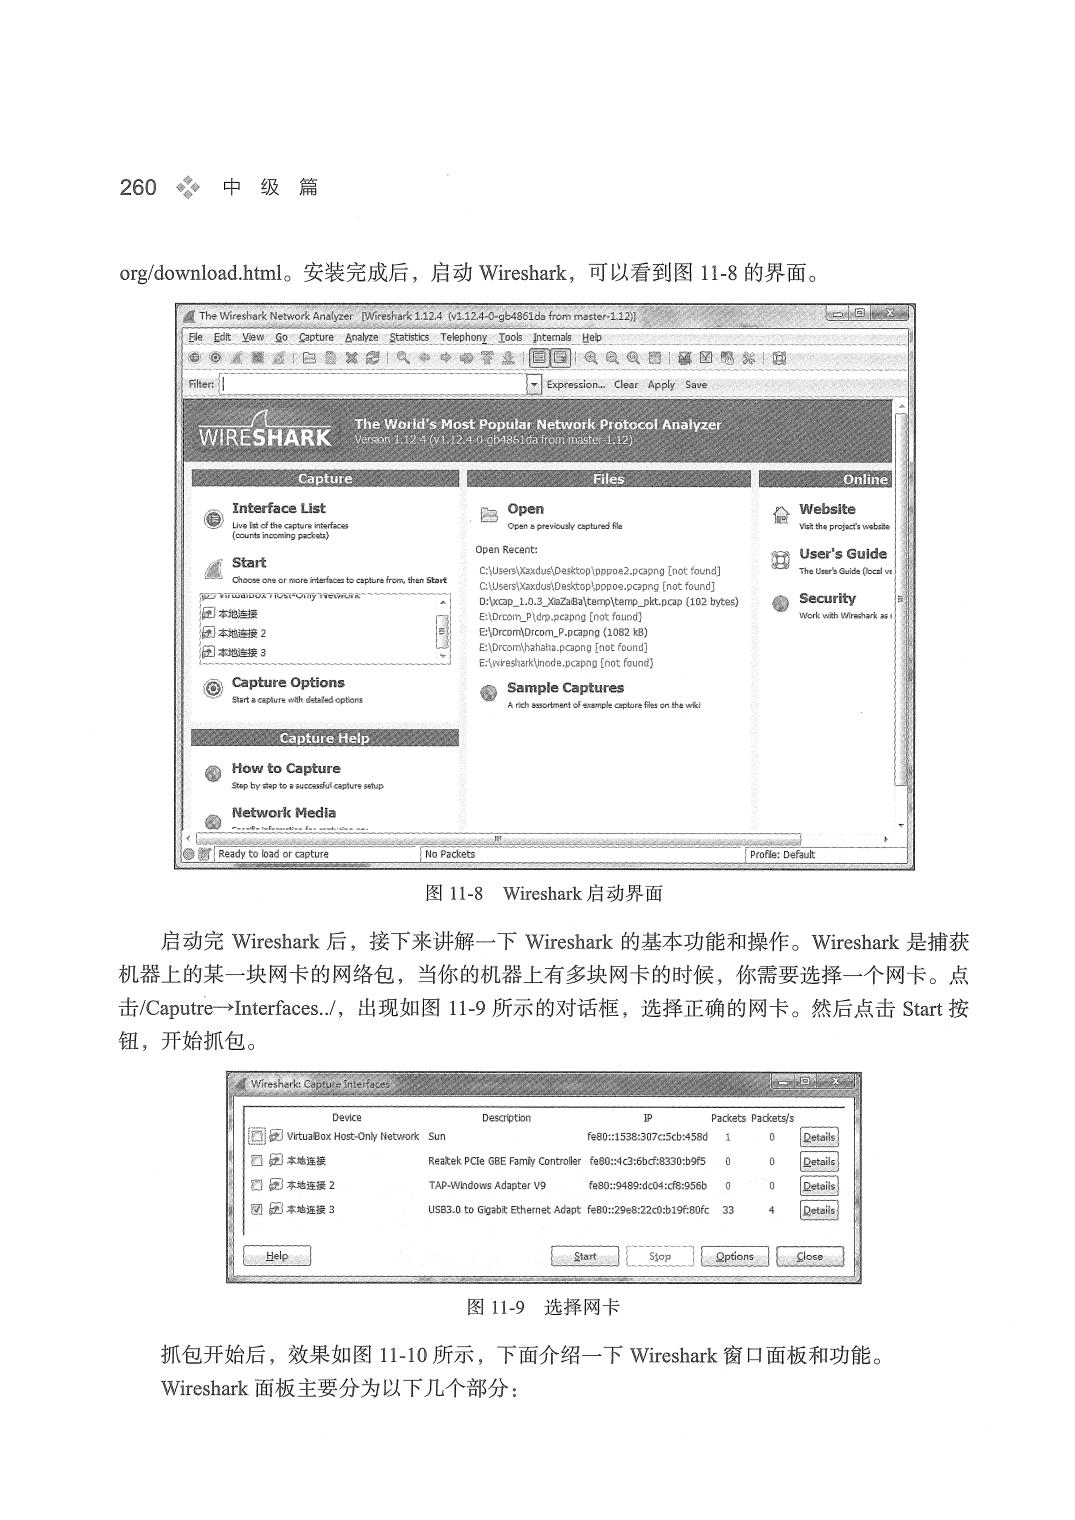 260 中 级 篇
org/download.html。安装完成后，启动 Wireshark，可以看到图 11-8 的界面。
The Wireshark Network Analyzer [Wireshark 1.12.4 (v1.12.4-0-gb4861da from master-1.12)]
File Edit View Go Capture Analyze Statistics Telephony Tools Internals Help
Filter: Expression... Clear Apply Save
WIRESHARK
The World's Most Popular Network Protocol Analyzer
Version 1.12.4 (v1.12.4-0-gb4861da from master-1.12)
Capture
Interface List
Live list of the capture interfaces
(counts incoming packets)
Start
Choose one or more interfaces to capture from, then Start
VirtualBox Host-Only Network
本地连接
本地连接 2
本地连接 3
Capture Options
Start a capture with detailed options
Capture Help
How to Capture
Step by step to a successful capture setup
Network Media
Files
Open
Open a previously captured file
Open Recent:
C:\Users\Xaxdus\Desktop\pppoe2.pcapng [not found]
C:\Users\Xaxdus\Desktop\pppoe.pcapng [not found]
D:\xcap_1.0.3_XiaZaiBa\temp\temp_pkt.pcap (102 bytes)
E:\Drcom_P\drp.pcapng [not found]
E:\Drcom\Drcom_P.pcapng (1082 kB)
E:\Drcom\hahaha.pcapng [not found]
E:\wireshark\inode.pcapng [not found]
Sample Captures
A rich assortment of example capture files on the wiki
Online
Website
Visit the project's website
User's Guide
The User's Guide (local ve
Security
Work with Wireshark as
Ready to load or capture No Packets Profile: Default
图 11-8 Wireshark 启动界面
启动完 Wireshark 后，接下来讲解一下 Wireshark 的基本功能和操作。Wireshark 是捕获
机器上的某一块网卡的网络包，当你的机器上有多块网卡的时候，你需要选择一个网卡。点
击/Caputre→Interfaces../，出现如图 11-9 所示的对话框，选择正确的网卡。然后点击 Start 按
钮，开始抓包。
Wireshark: Capture Interfaces
Device Description IP Packets Packets/s
VirtualBox Host-Only Network Sun fe80::1538:307c:5cb:458d 1 0 Details
本地连接 Realtek PCIe GBE Family Controller fe80::4c3:6bcf:8330:b9f5 0 0 Details
本地连接 2 TAP-Windows Adapter V9 fe80::9489:dc04:cf8:956b 0 0 Details
本地连接 3 USB3.0 to Gigabit Ethernet Adapt fe80::29e8:22c0:b19f:80fc 33 4 Details
Help Start Stop Options Close
图 11-9 选择网卡
抓包开始后，效果如图 11-10 所示，下面介绍一下 Wireshark 窗口面板和功能。
Wireshark 面板主要分为以下几个部分：